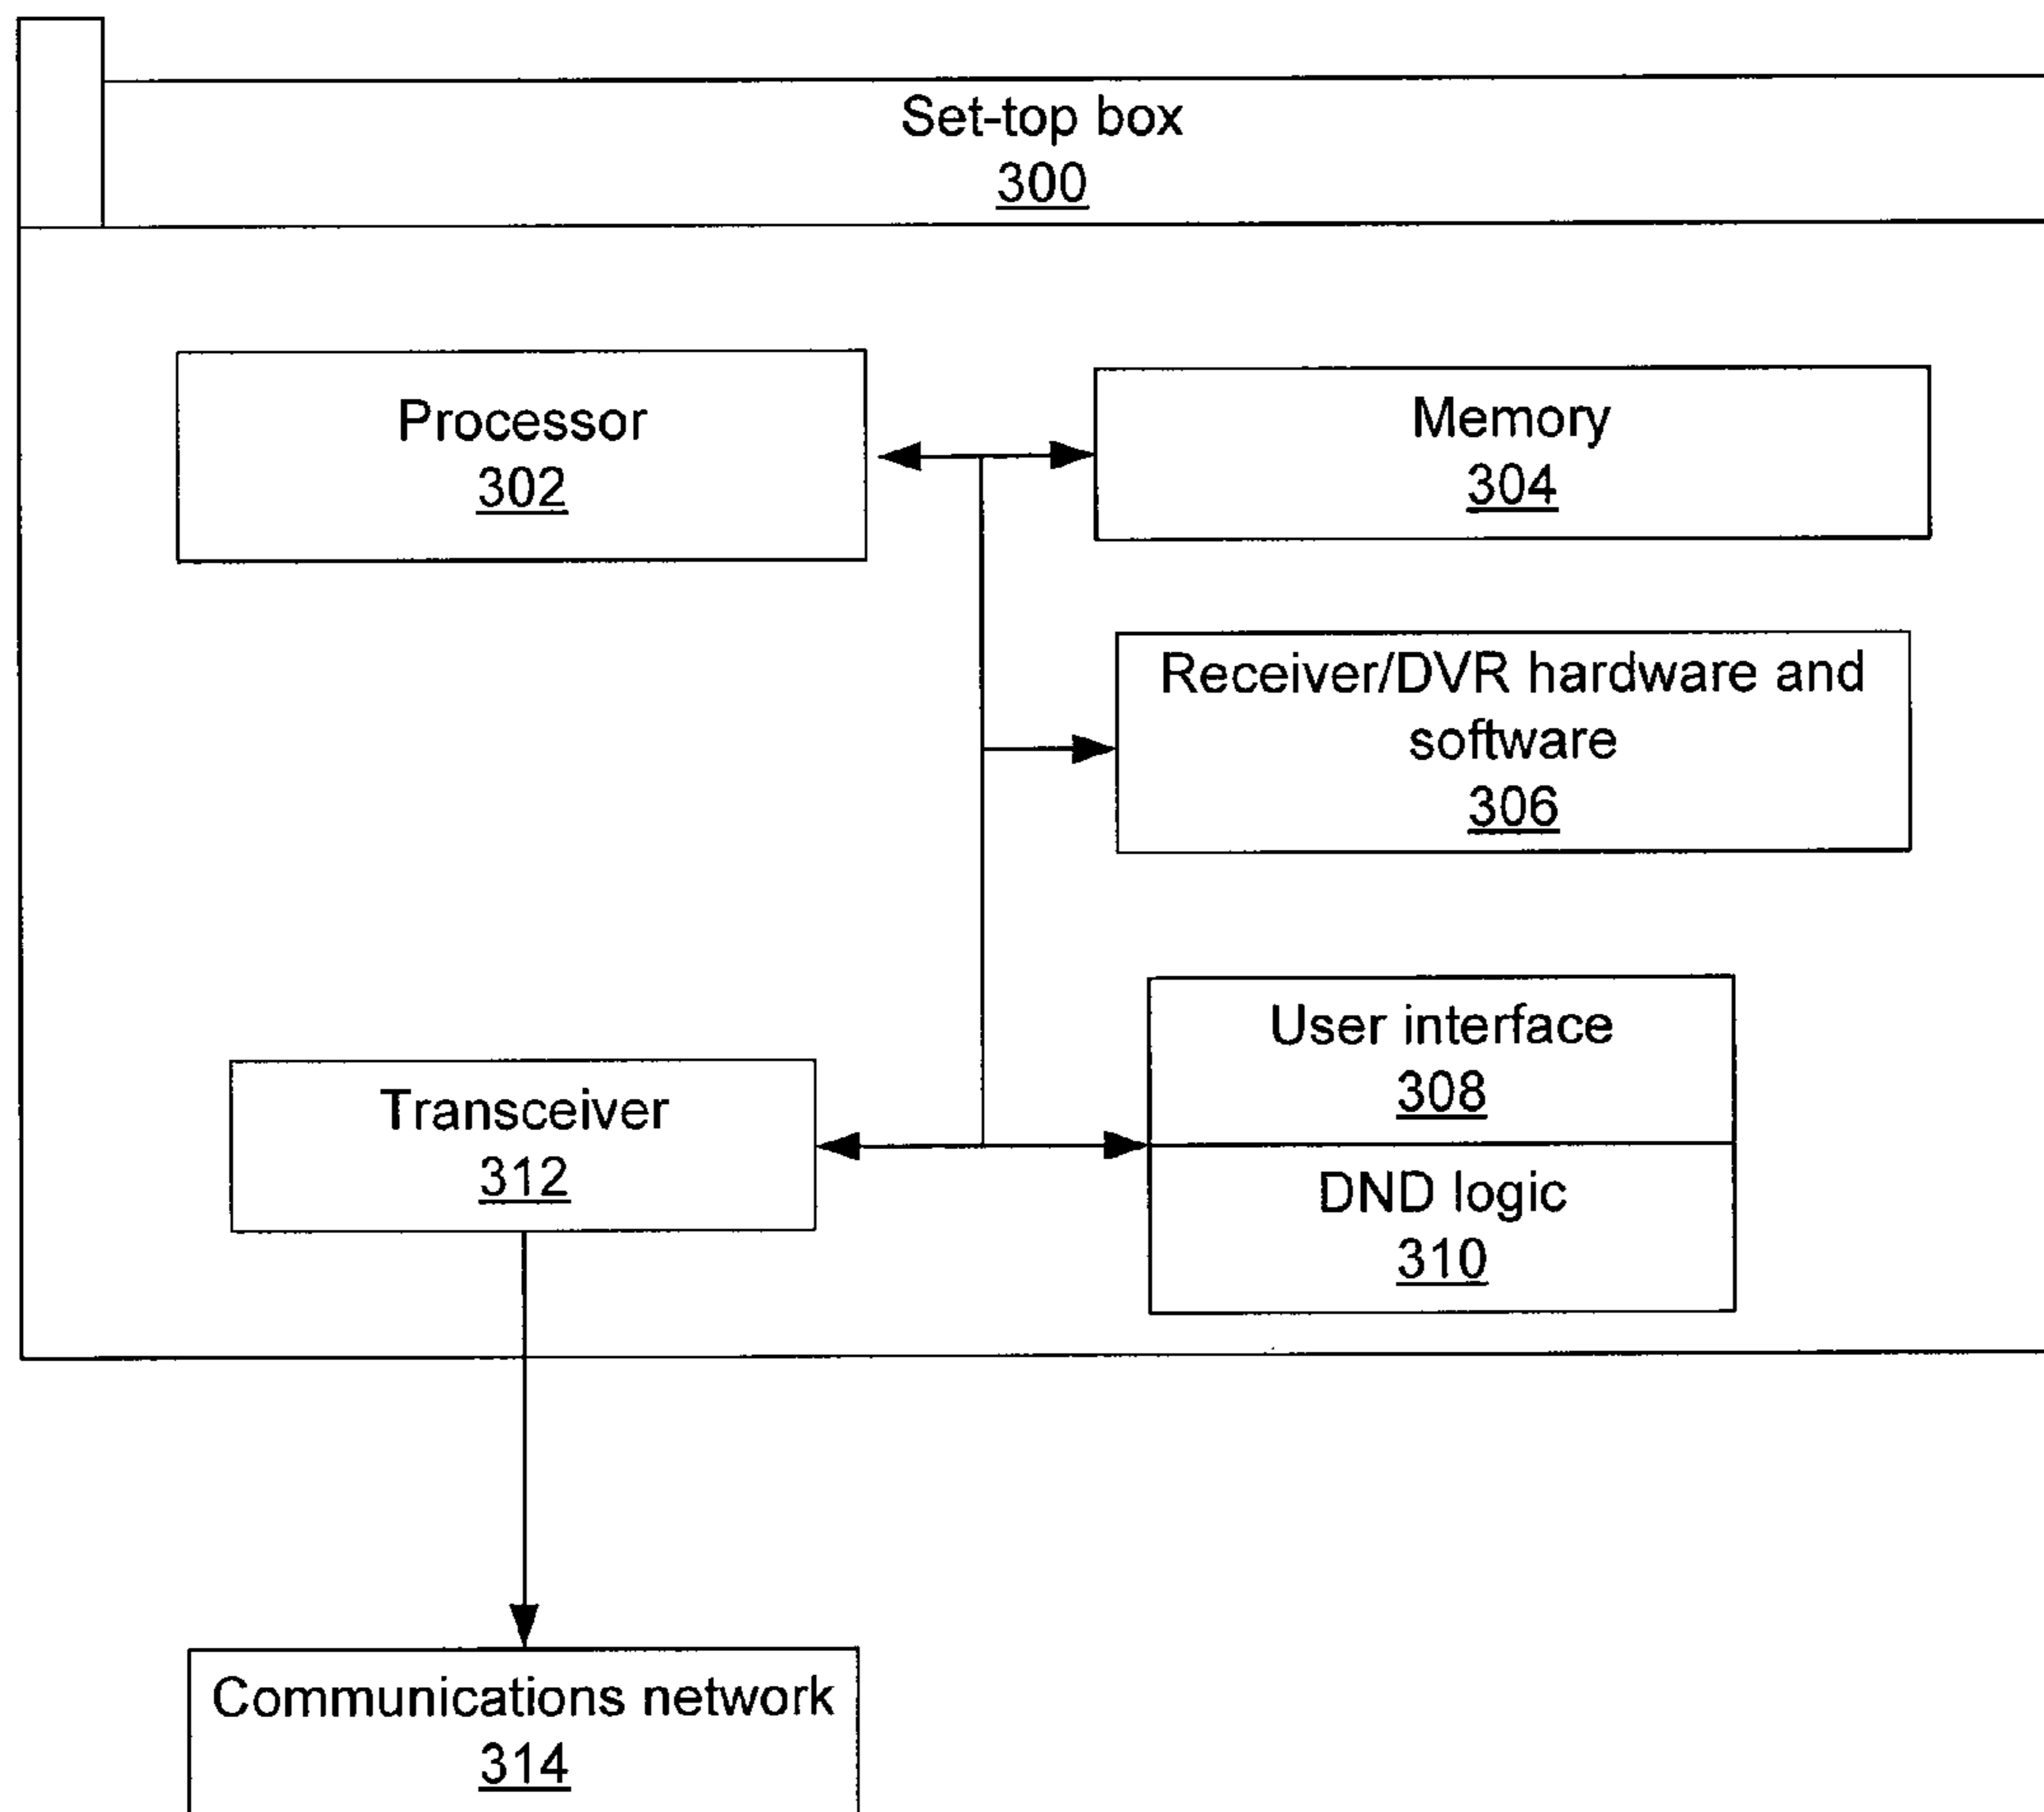 Set-top box
300
Processor
302
Memory
304
Receiver/DVR hardware and
software
306
User interface
308
Transceiver
312
DND logic
310
Communications network
314